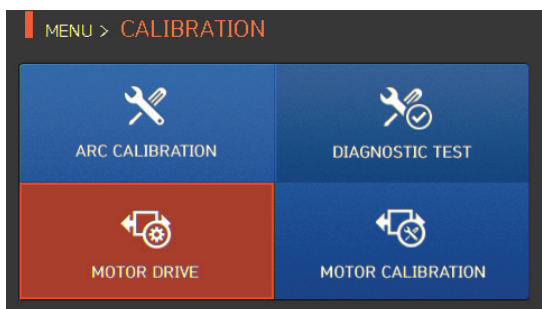 MENU > CALIBRATION
ARC CALIBRATION
DIAGNOSTIC TEST
MOTOR DRIVE
MOTOR CALIBRATION